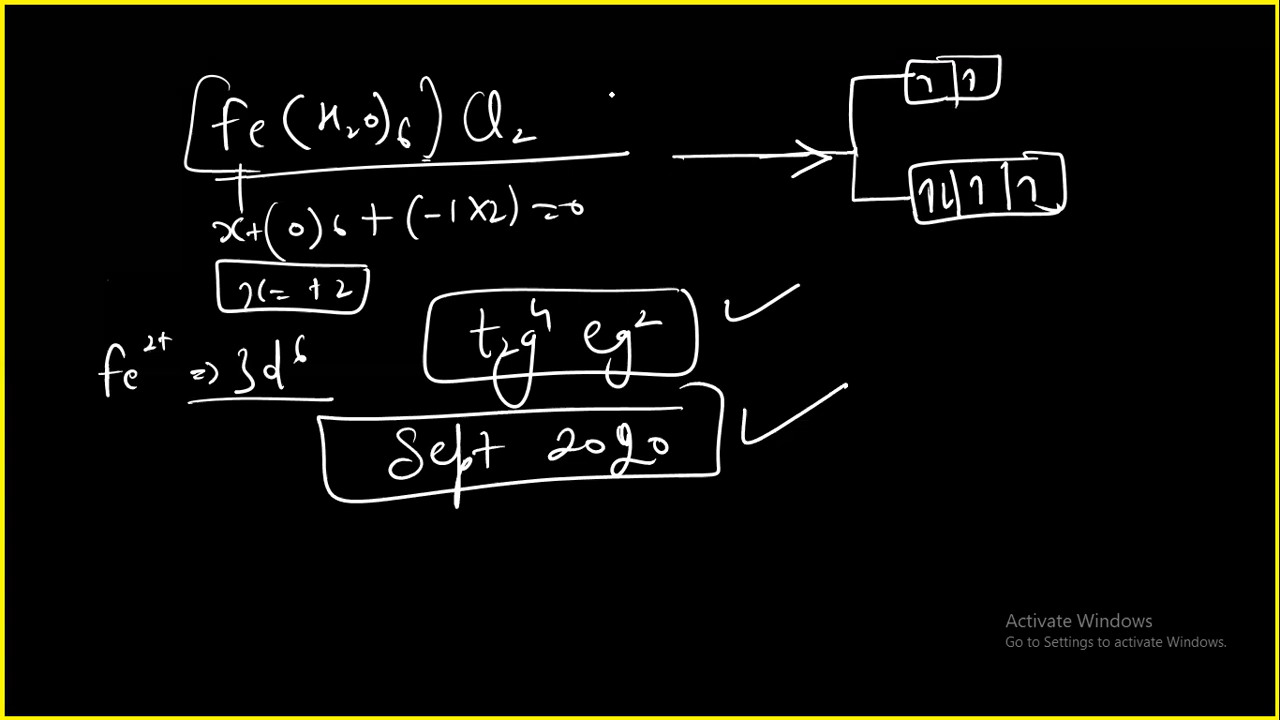 [Fe(H₂O)₆)Cl₂
x+(0)6+(-1×2)=0
x=+2
t₂g⁴ eg²
fe²⁺ => 3d⁶
Sept 2020
Activate Windows
Go to Settings to activate Windows.